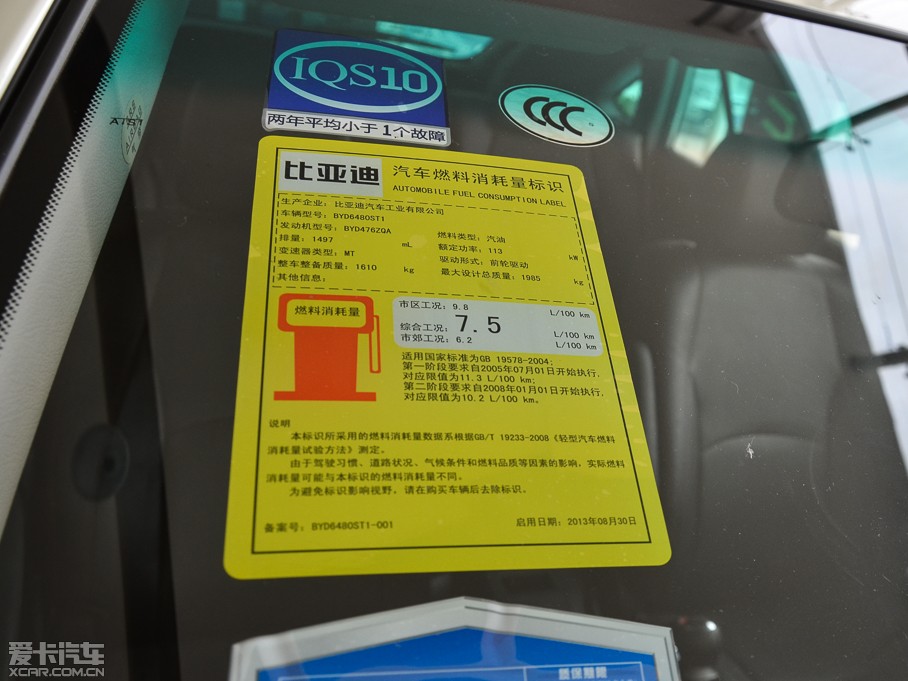 IQS10
两年平均小于1个故障
CCC
比亚迪
汽车燃料消耗量标识
AUTOMOBILE FUEL CONSUMPTION LABEL
生产企业：比亚迪汽车工业有限公司
车辆型号：BYD6480ST1
发动机型号：BYD476ZQA 燃料类型：汽油
排量：1497 mL 额定功率：113 kW
变速器类型：MT 驱动形式：前轮驱动
整车整备质量：1610 kg 最大设计总质量：1985 kg
其他信息：
燃料消耗量
市区工况：9.8 L/100 km
综合工况：7.5 L/100 km
市郊工况：6.2 L/100 km
适用国家标准为GB 19578-2004;
第一阶段要求自2005年07月01日开始执行,
对应限值为11.3 L/100 km;
第二阶段要求自2008年01月01日开始执行,
对应限值为10.2 L/100 km。
说明
本标识所采用的燃料消耗量数据系根据GB/T 19233-2008《轻型汽车燃料
消耗量试验方法》测定。
由于驾驶习惯、道路状况、气候条件和燃料品质等因素的影响，实际燃料
消耗量可能与本标识的燃料消耗量不同。
为避免标识影响视野，请在购买车辆后去除标识。
备案号：BYD6480ST1-001 启用日期：2013年08月30日
爱卡汽车
XCAR.COM.CN